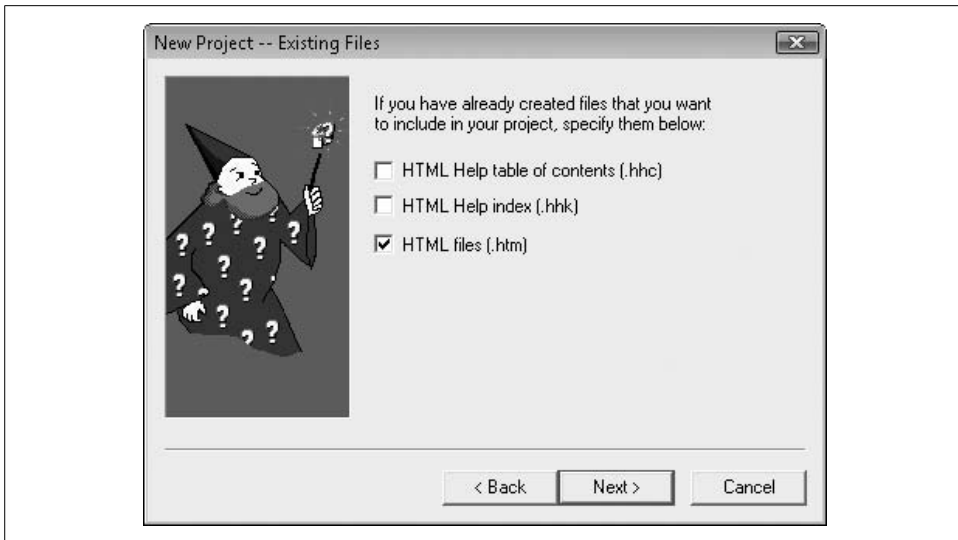 New Project -- Existing Files
If you have already created files that you want
to include in your project, specify them below:
HTML Help table of contents (.hhc)
HTML Help index (.hhk)
HTML files (.htm)
< Back
Next >
Cancel